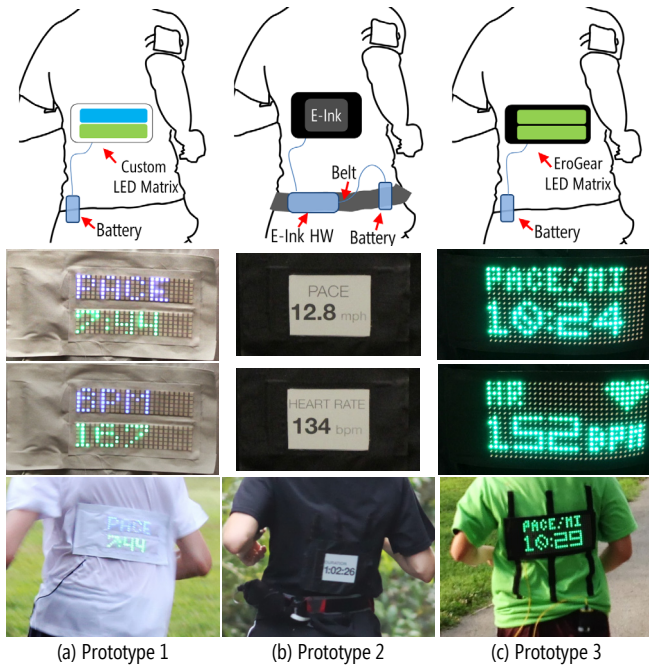 Custom
LED Matrix
Battery
E-Ink
Belt
E-Ink HW
Battery
EroGear
LED Matrix
Battery
PACE
7:44
PACE
12.8 mph
PACE/MI
10:24
BPM
167
HEART RATE
134 bpm
HR
152BPM
PACE
7:44
1:02:26
PACE/MI
10:29
(a) Prototype 1
(b) Prototype 2
(c) Prototype 3